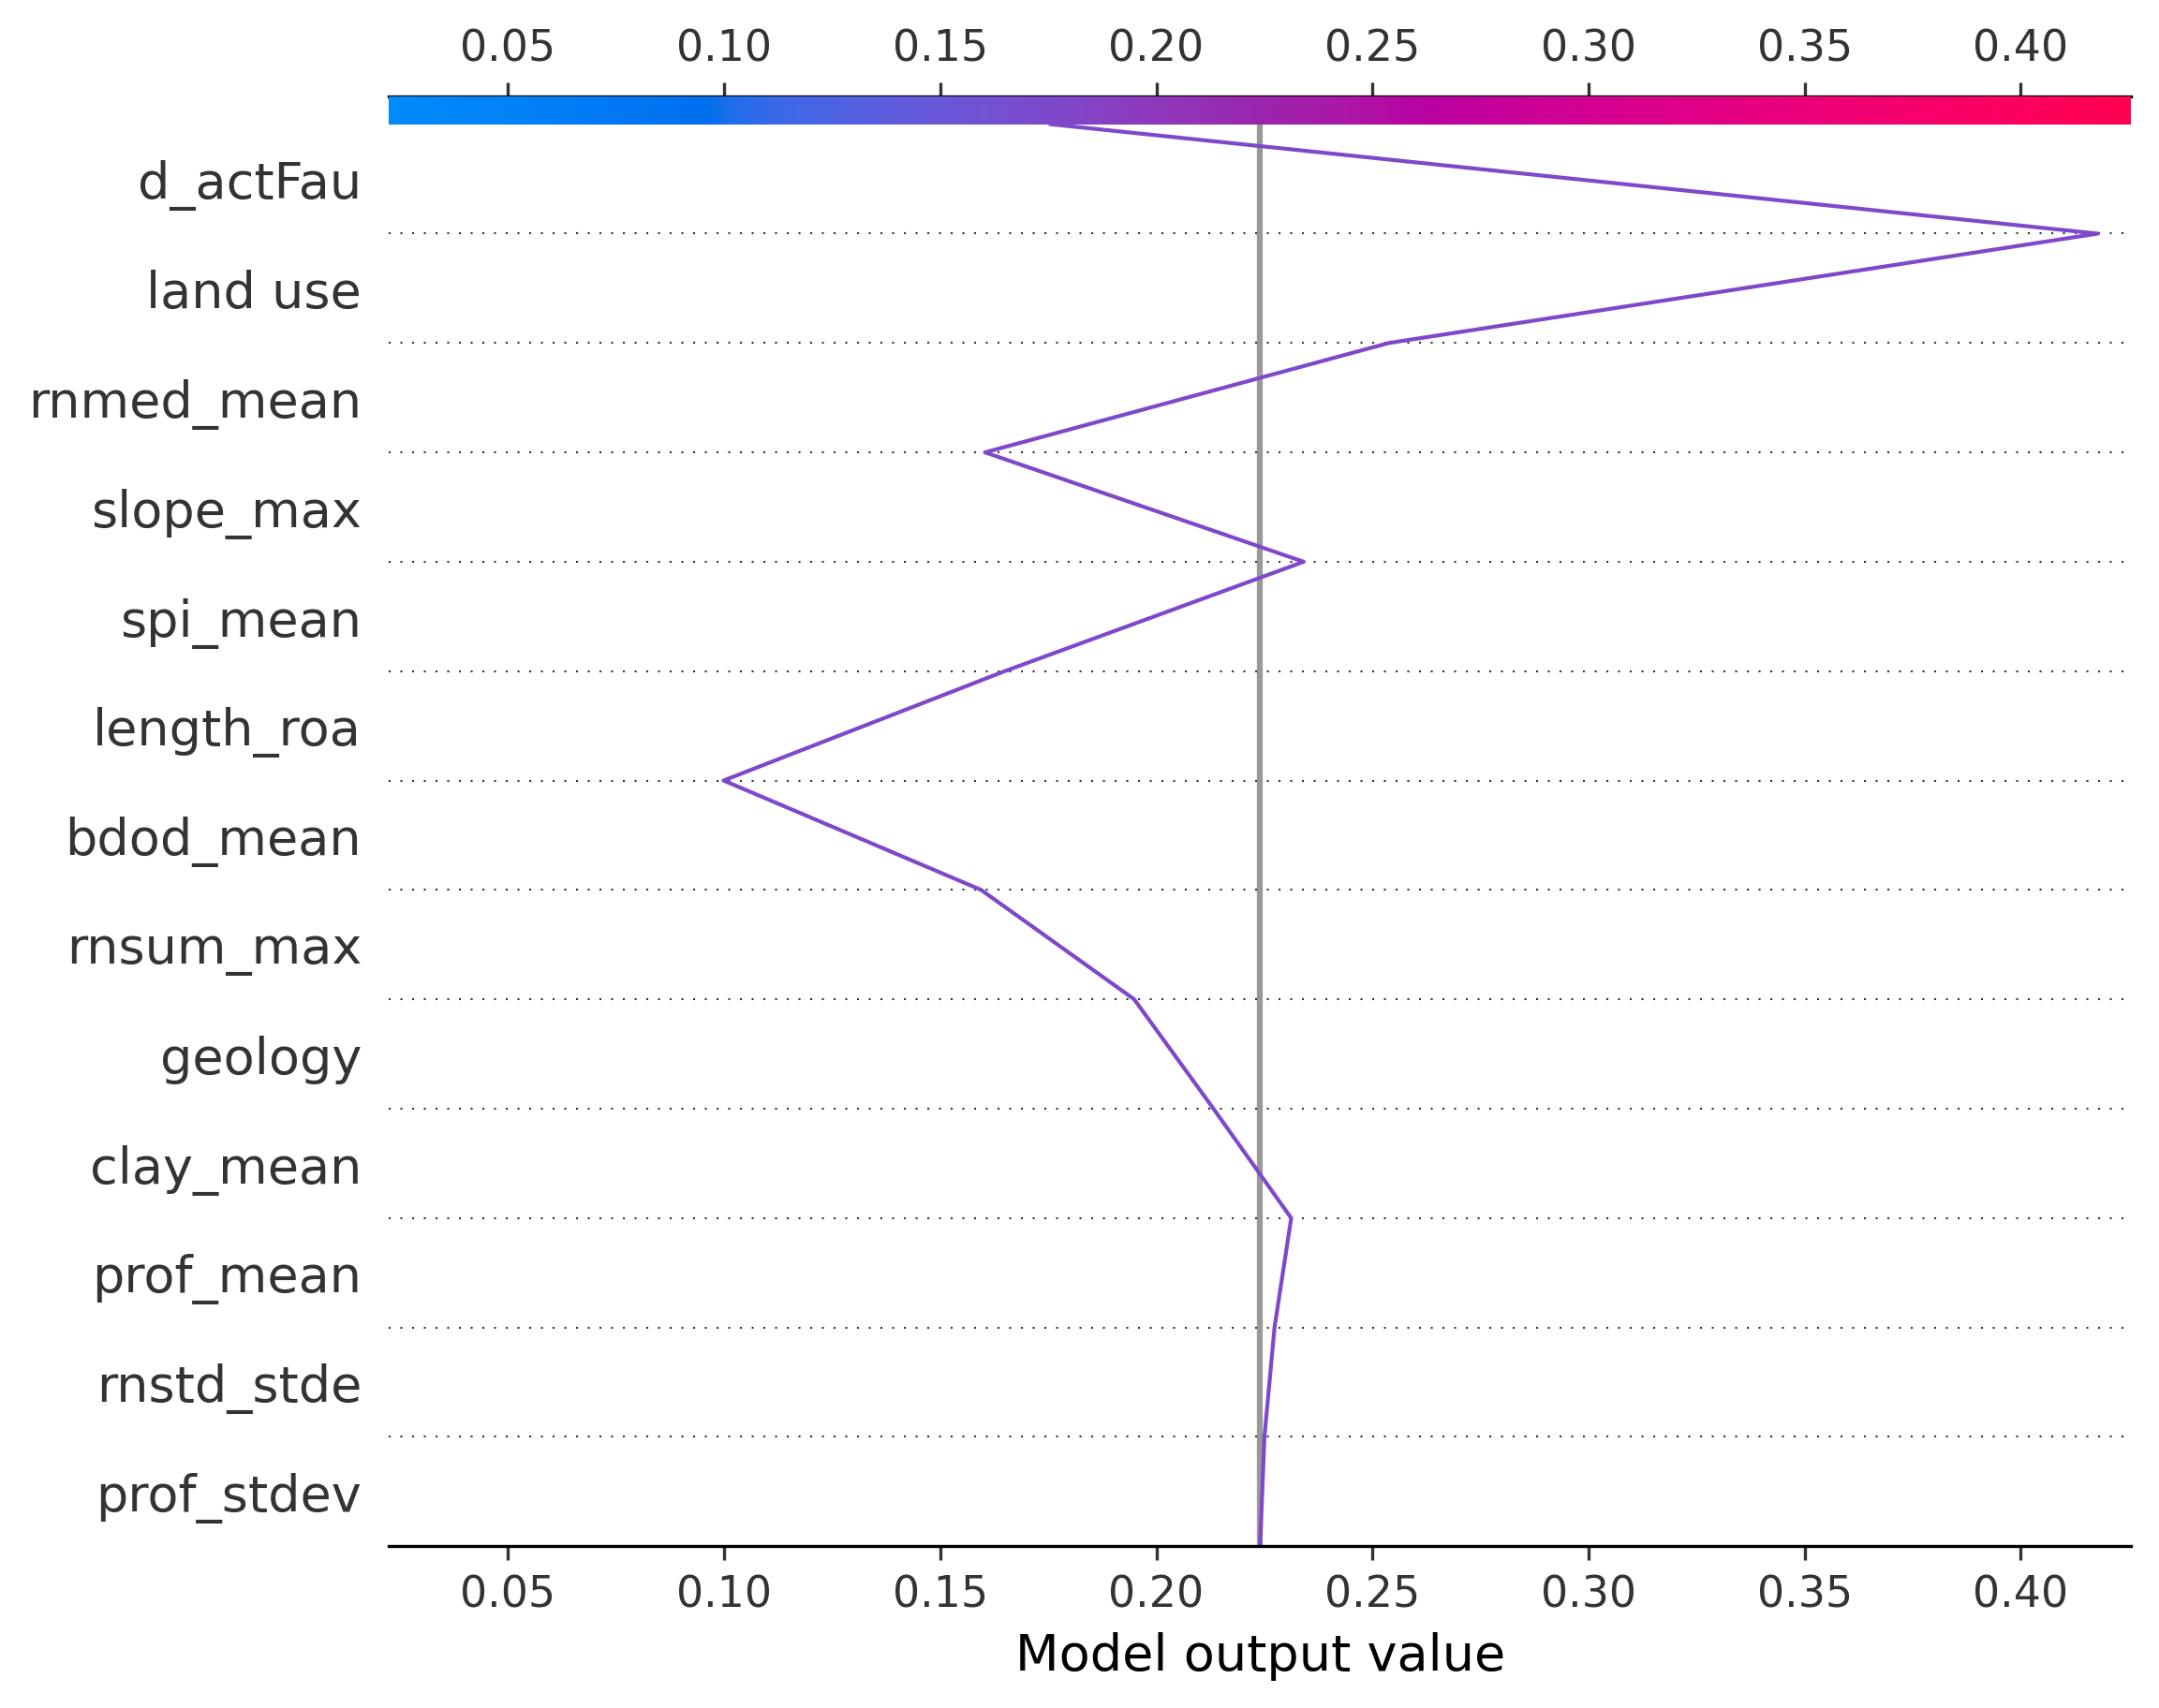 0.05 0.10 0.15 0.20 0.25 0.30 0.35 0.40
d_actFau
land use
rnmed_mean
slope_max
spi_mean
length_roa
bdod_mean
rnsum_max
geology
clay_mean
prof_mean
rnstd_stde
prof_stdev
0.05 0.10 0.15 0.20 0.25 0.30 0.35 0.40
Model output value